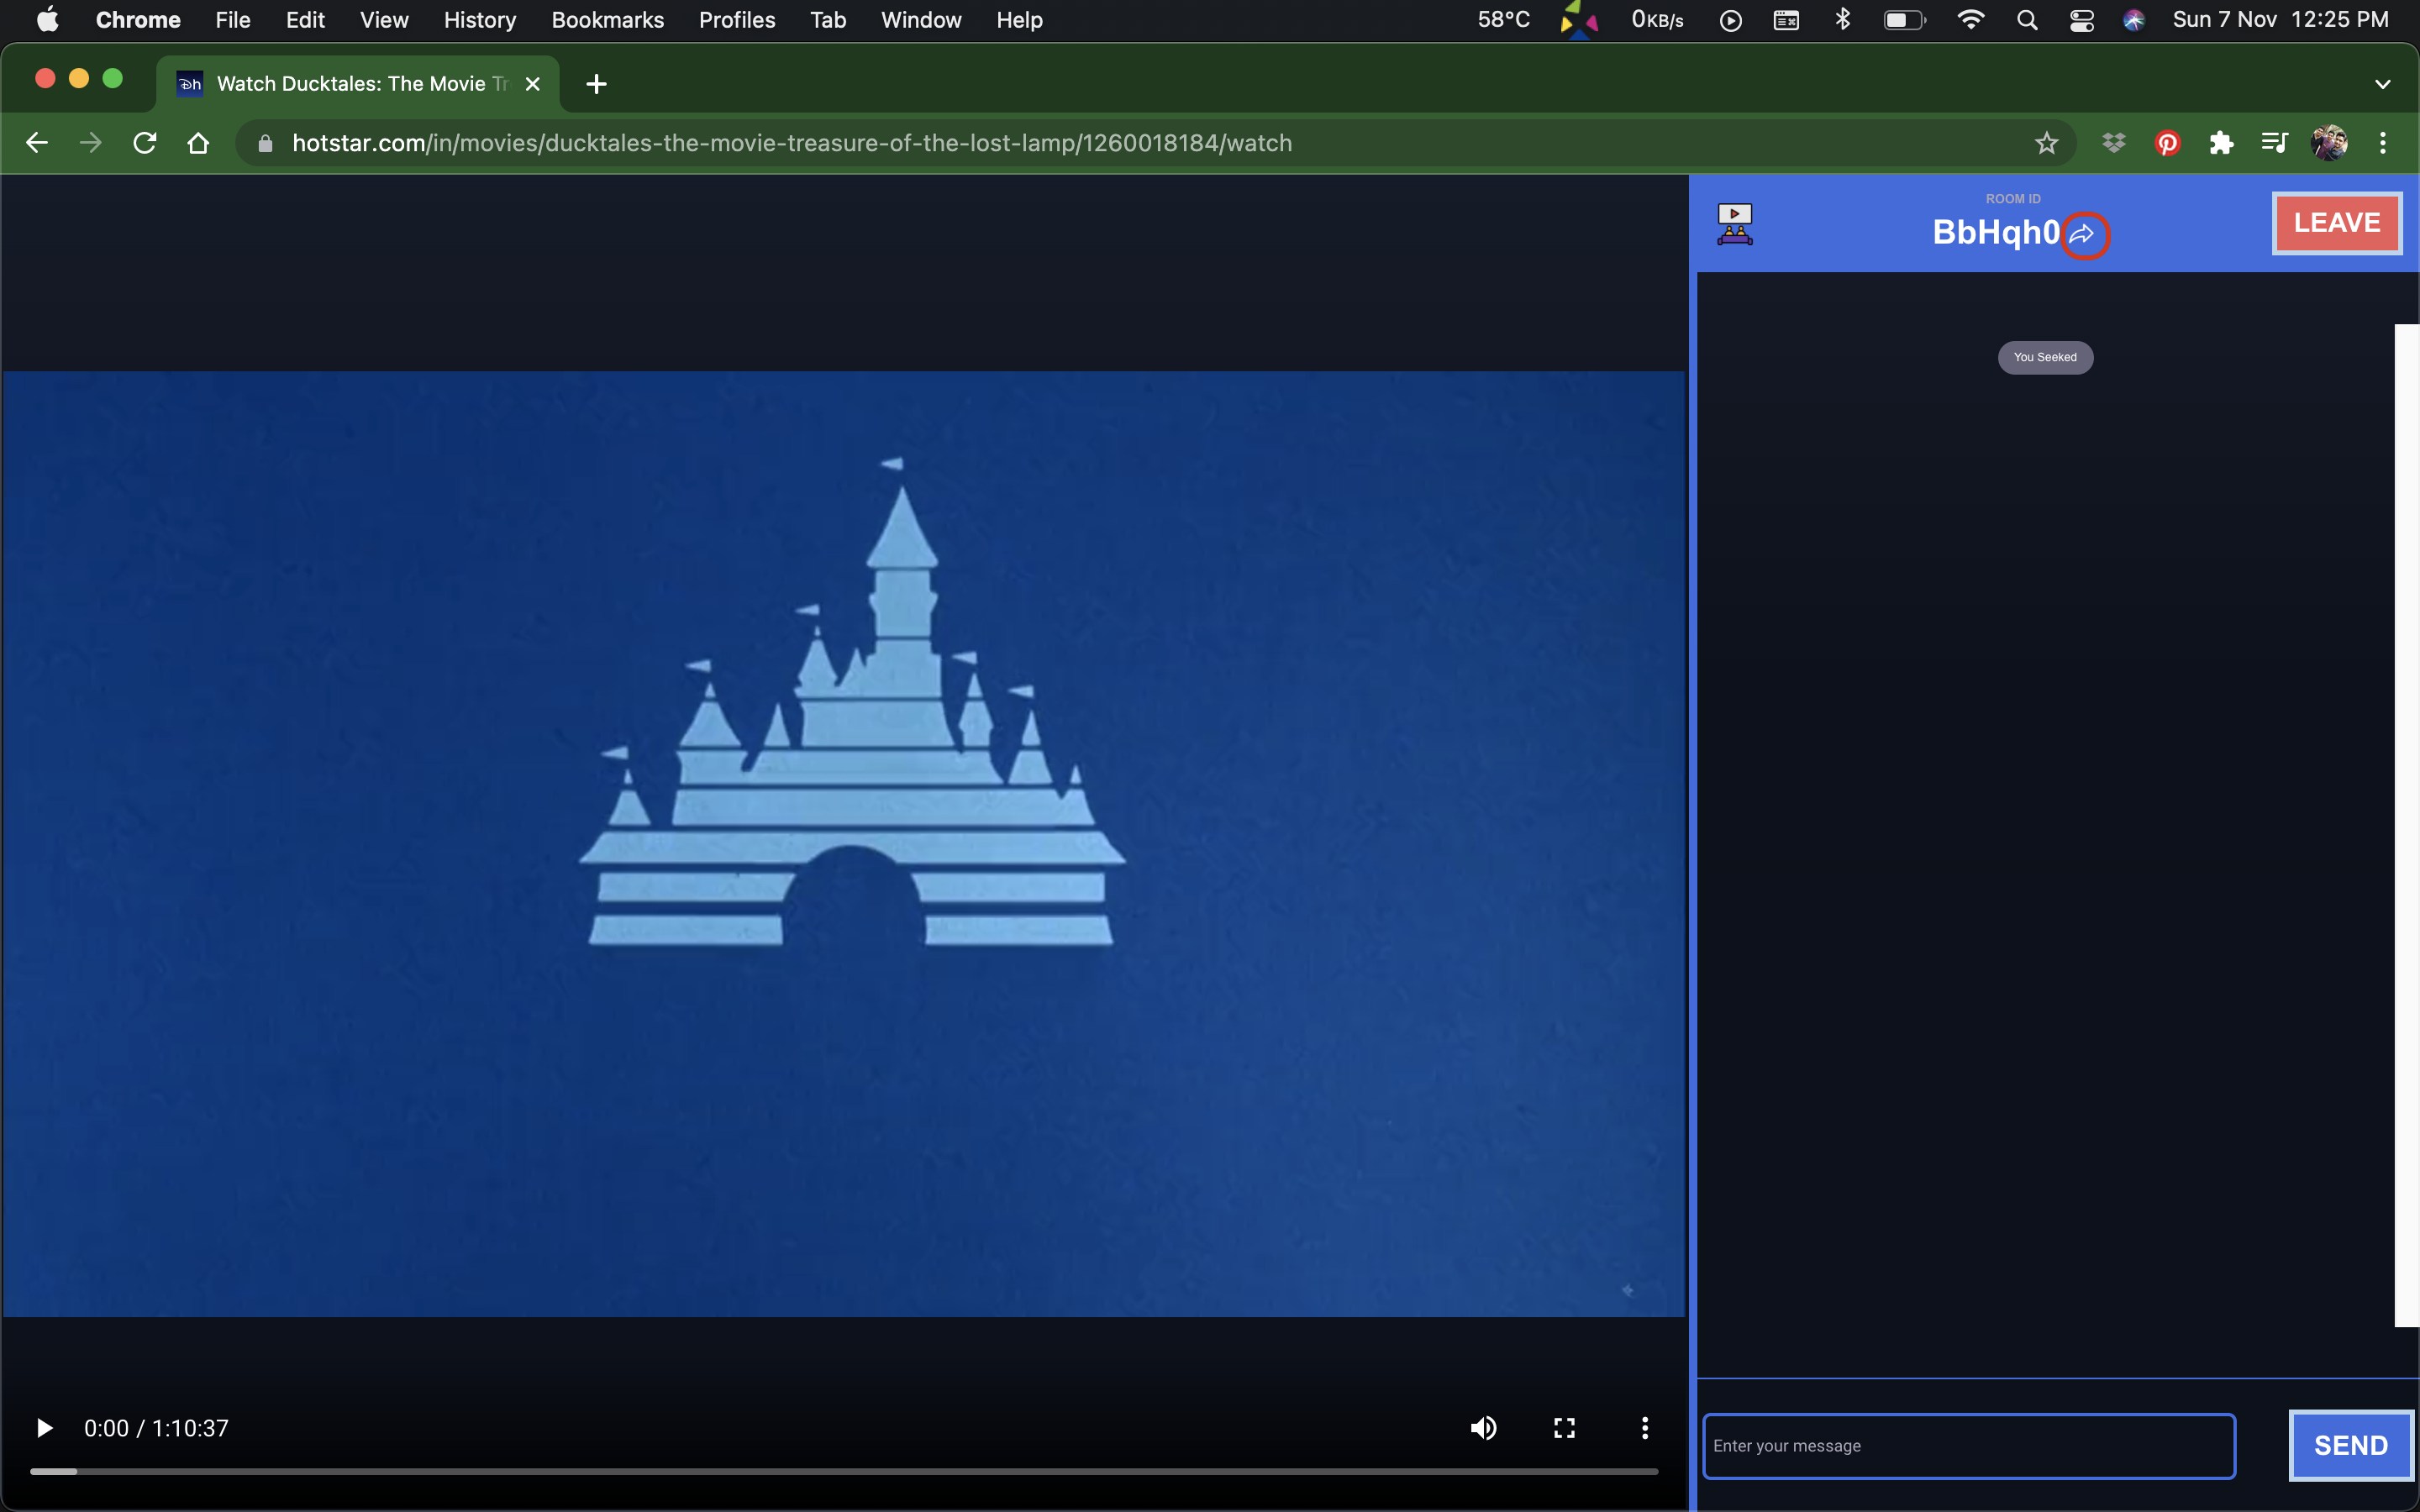 Chrome File Edit View History Bookmarks Profiles Tab Window Help 58°C 0KB/s Sun 7 Nov 12:25 PM
Dh Watch Ducktales: The Movie Tr
hotstar.com/in/movies/ducktales-the-movie-treasure-of-the-lost-lamp/1260018184/watch
ROOM ID
BbHqh0
LEAVE
You Seeked
0:00 / 1:10:37
Enter your message
SEND